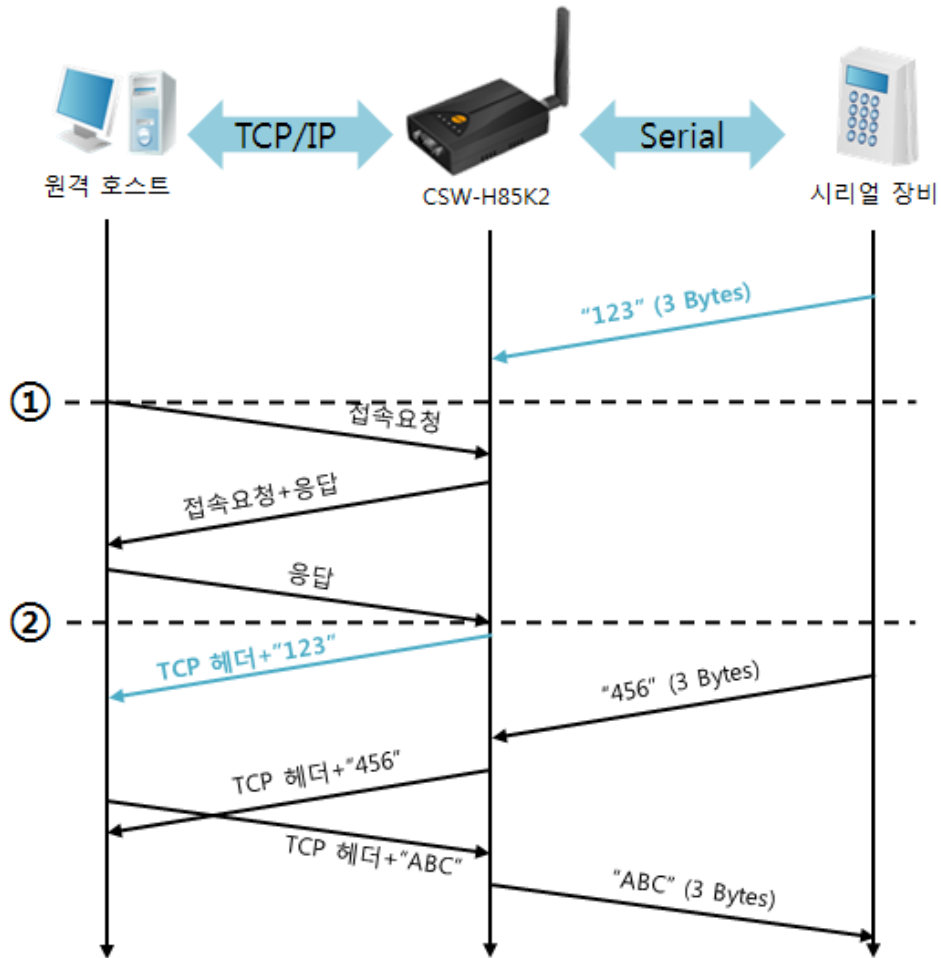 TCP/IP
Serial
원격 호스트
CSW-H85K2
시리얼 장비
“123” (3 Bytes)
①
접속요청
접속요청+응답
응답
②
TCP 헤더+“123”
“456” (3 Bytes)
TCP 헤더+“456”
TCP 헤더+“ABC”
“ABC” (3 Bytes)